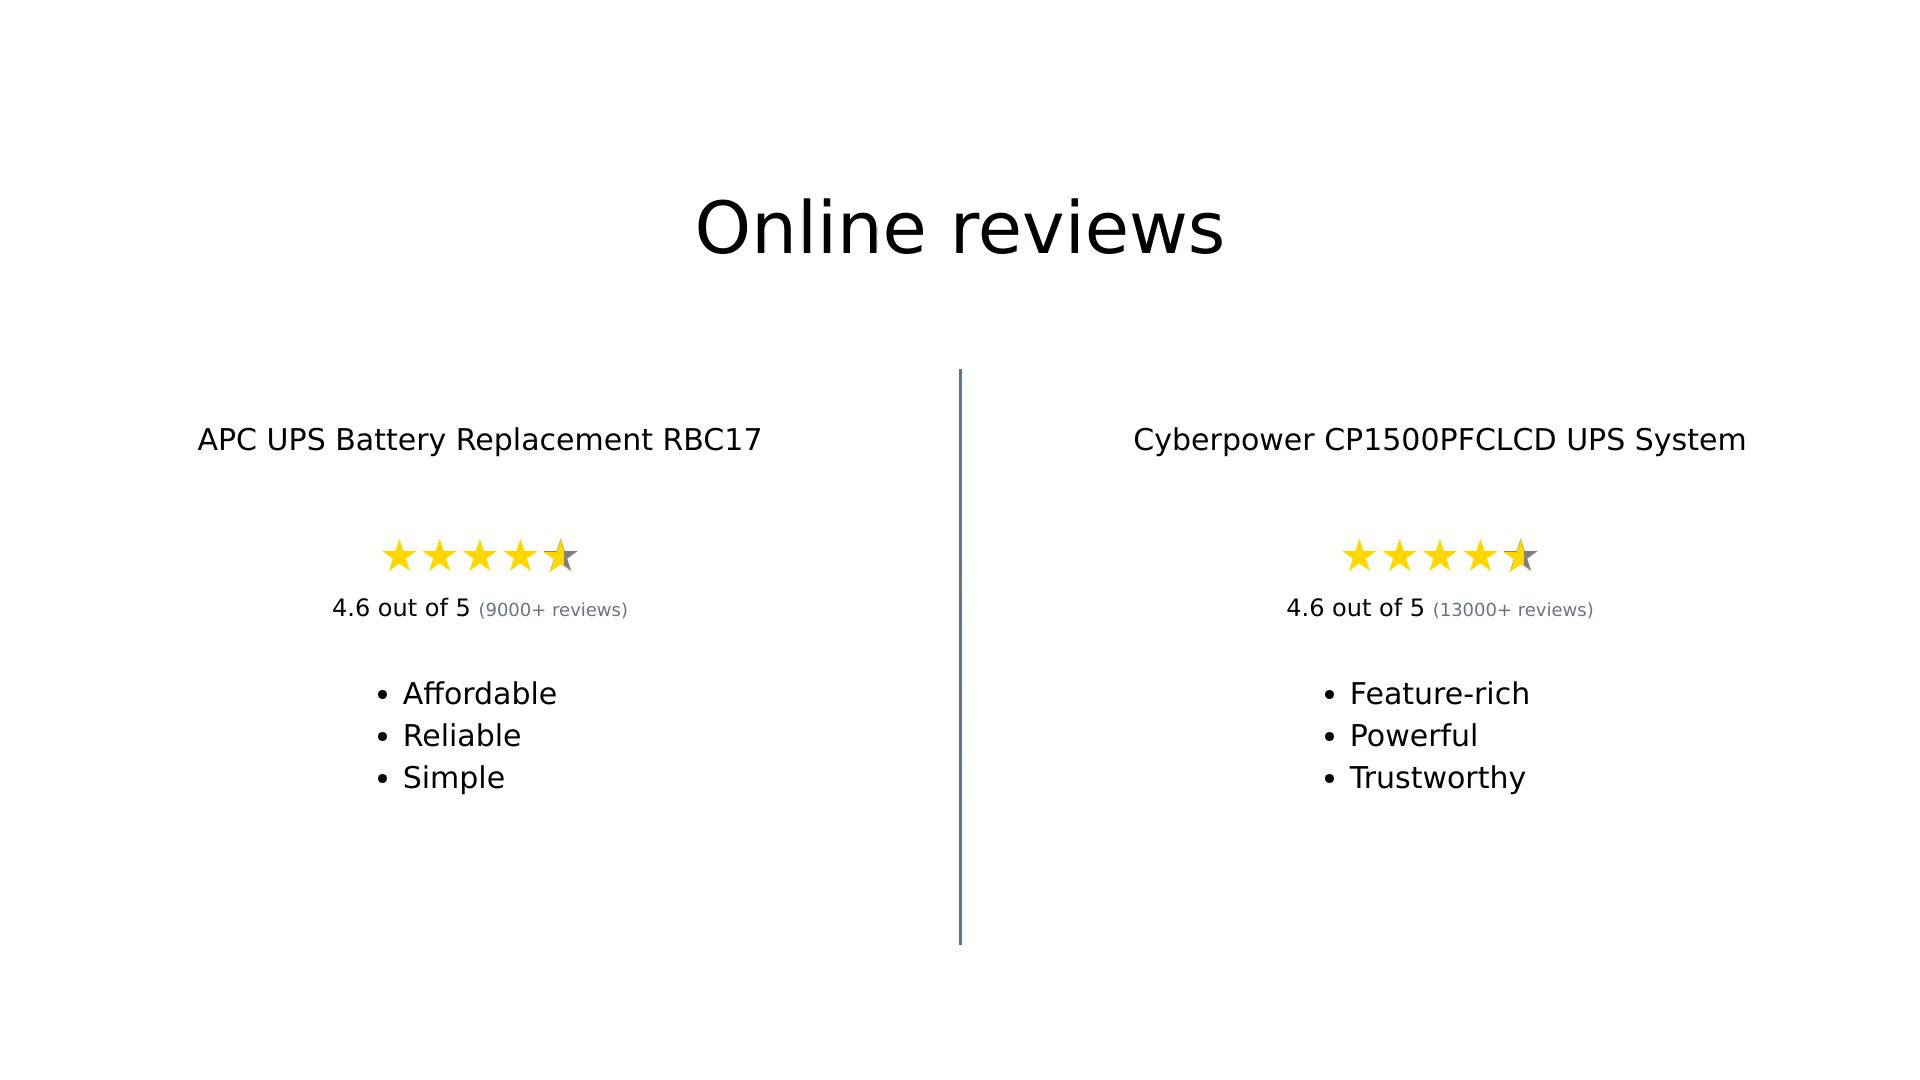 Online reviews
APC UPS Battery Replacement RBC17
4.6 out of 5 (9000+ reviews)
• Affordable
• Reliable
• Simple
Cyberpower CP1500PFCLCD UPS System
4.6 out of 5 (13000+ reviews)
• Feature-rich
• Powerful
• Trustworthy